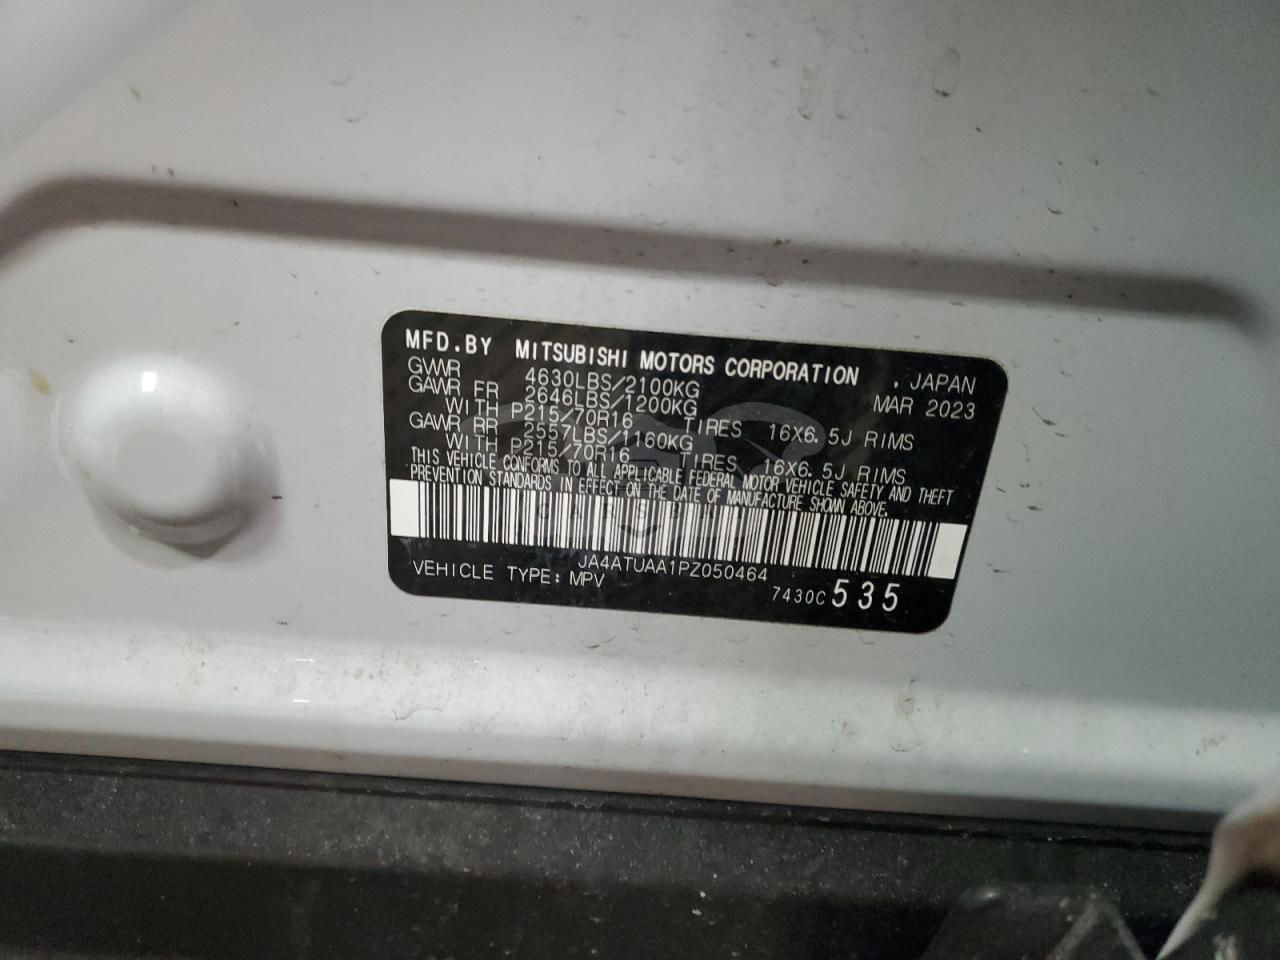 MFD.BY MITSUBISHI MOTORS CORPORATION . JAPAN
GVWR 4630LBS/2100KG MAR 2023
GAWR FR 2646LBS/1200KG
WITH P215/70R16 TIRES 16X6.5J RIMS
GAWR RR 2557LBS/1160KG
WITH P215/70R16 TIRES 16X6.5J RIMS
THIS VEHICLE CONFORMS TO ALL APPLICABLE FEDERAL MOTOR VEHICLE SAFETY AND THEFT
PREVENTION STANDARDS IN EFFECT ON THE DATE OF MANUFACTURE SHOWN ABOVE.
JA4ATUAA1PZ050464
VEHICLE TYPE: MPV
7430C 535